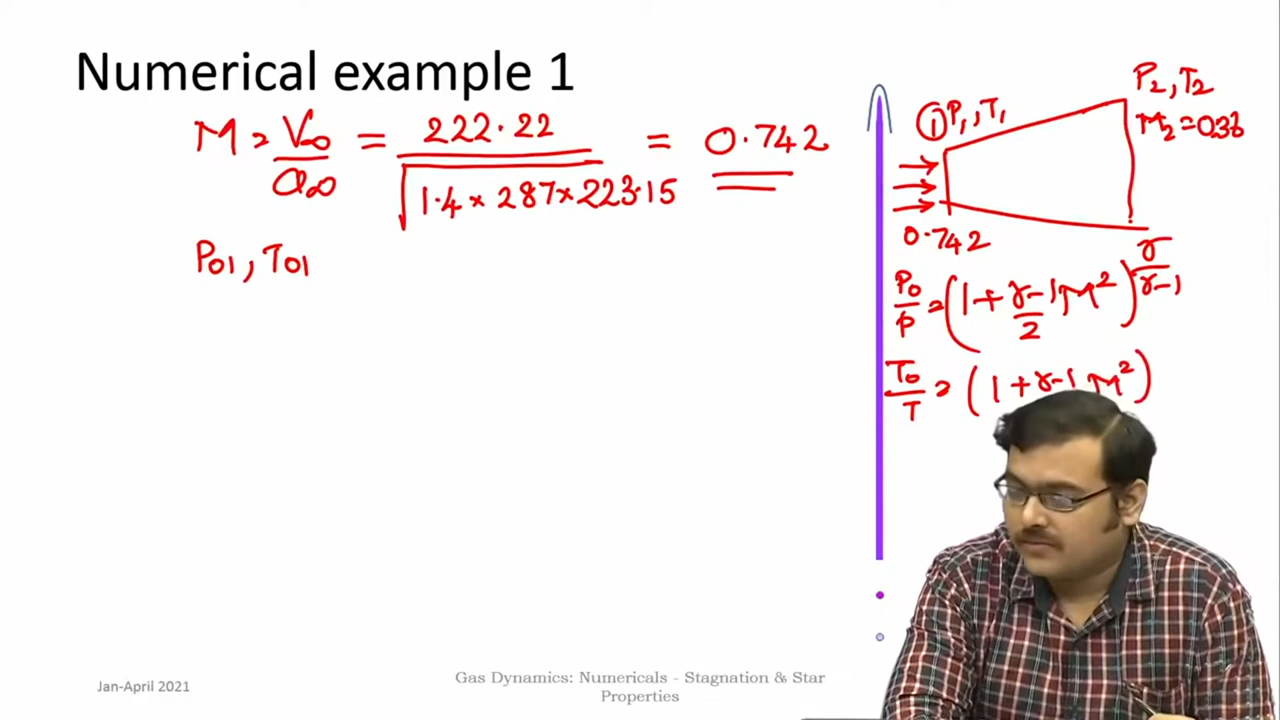 Numerical example 1
M = V∞/a∞ = 222.22/√1.4×287×223.15 = 0.742
P01, T01
① P1, T1
P2, T2
M2 = 0.36
0.742
P0/P = (1 + γ-1/2 M²)^γ/γ-1
T0/T = (1 + γ-1 M²)
Jan-April 2021
Gas Dynamics: Numericals - Stagnation & Star
Properties